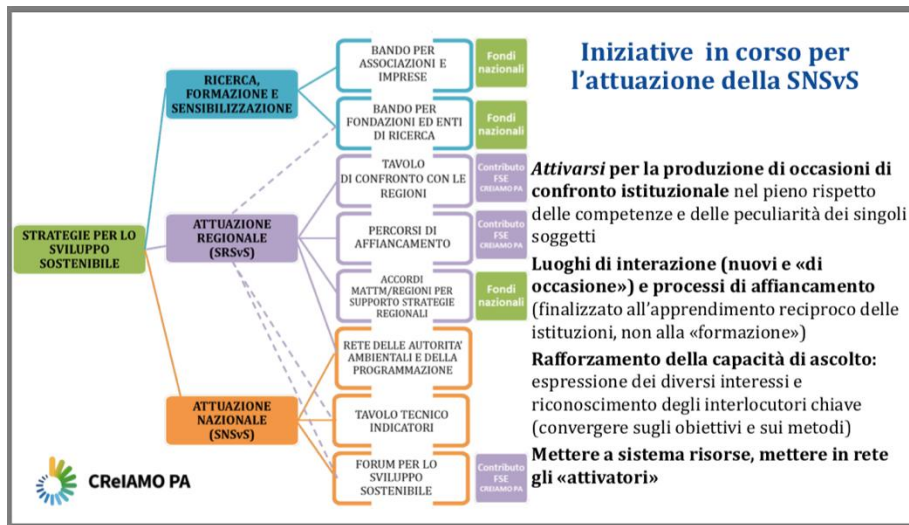 Iniziative in corso per
l'attuazione della SNSvS
STRATEGIE PER LO
SVILUPPO
SOSTENIBILE
RICERCA,
FORMAZIONE E
SENSIBILIZZAZIONE
BANDO PER
ASSOCIAZIONI E
IMPRESE
Fondi
nazionali
BANDO PER
FONDAZIONI ED ENTI
DI RICERCA
Fondi
nazionali
ATTUAZIONE
REGIONALE
(SRSvS)
TAVOLO
DI CONFRONTO CON LE
REGIONI
Contributo
FSE
CREIAMO PA
PERCORSI DI
AFFIANCAMENTO
Contributo
FSE
CREIAMO PA
ACCORDI
MATTM/REGIONI PER
SUPPORTO STRATEGIE
REGIONALI
Fondi
nazionali
RETE DELLE AUTORITA'
AMBIENTALI E DELLA
PROGRAMMAZIONE
ATTUAZIONE
NAZIONALE
(SNSvS)
TAVOLO TECNICO
INDICATORI
FORUM PER LO
SVILUPPO
SOSTENIBILE
Contributo
FSE
CREIAMO PA
Attivarsi per la produzione di occasioni di
confronto istituzionale nel pieno rispetto
delle competenze e delle peculiarità dei singoli
soggetti
Luoghi di interazione (nuovi e «di
occasione») e processi di affiancamento
(finalizzato all'apprendimento reciproco delle
istituzioni, non alla «formazione»)
Rafforzamento della capacità di ascolto:
espressione dei diversi interessi e
riconoscimento degli interlocutori chiave
(convergere sugli obiettivi e sui metodi)
Mettere a sistema risorse, mettere in rete
gli «attivatori»
CReIAMO PA